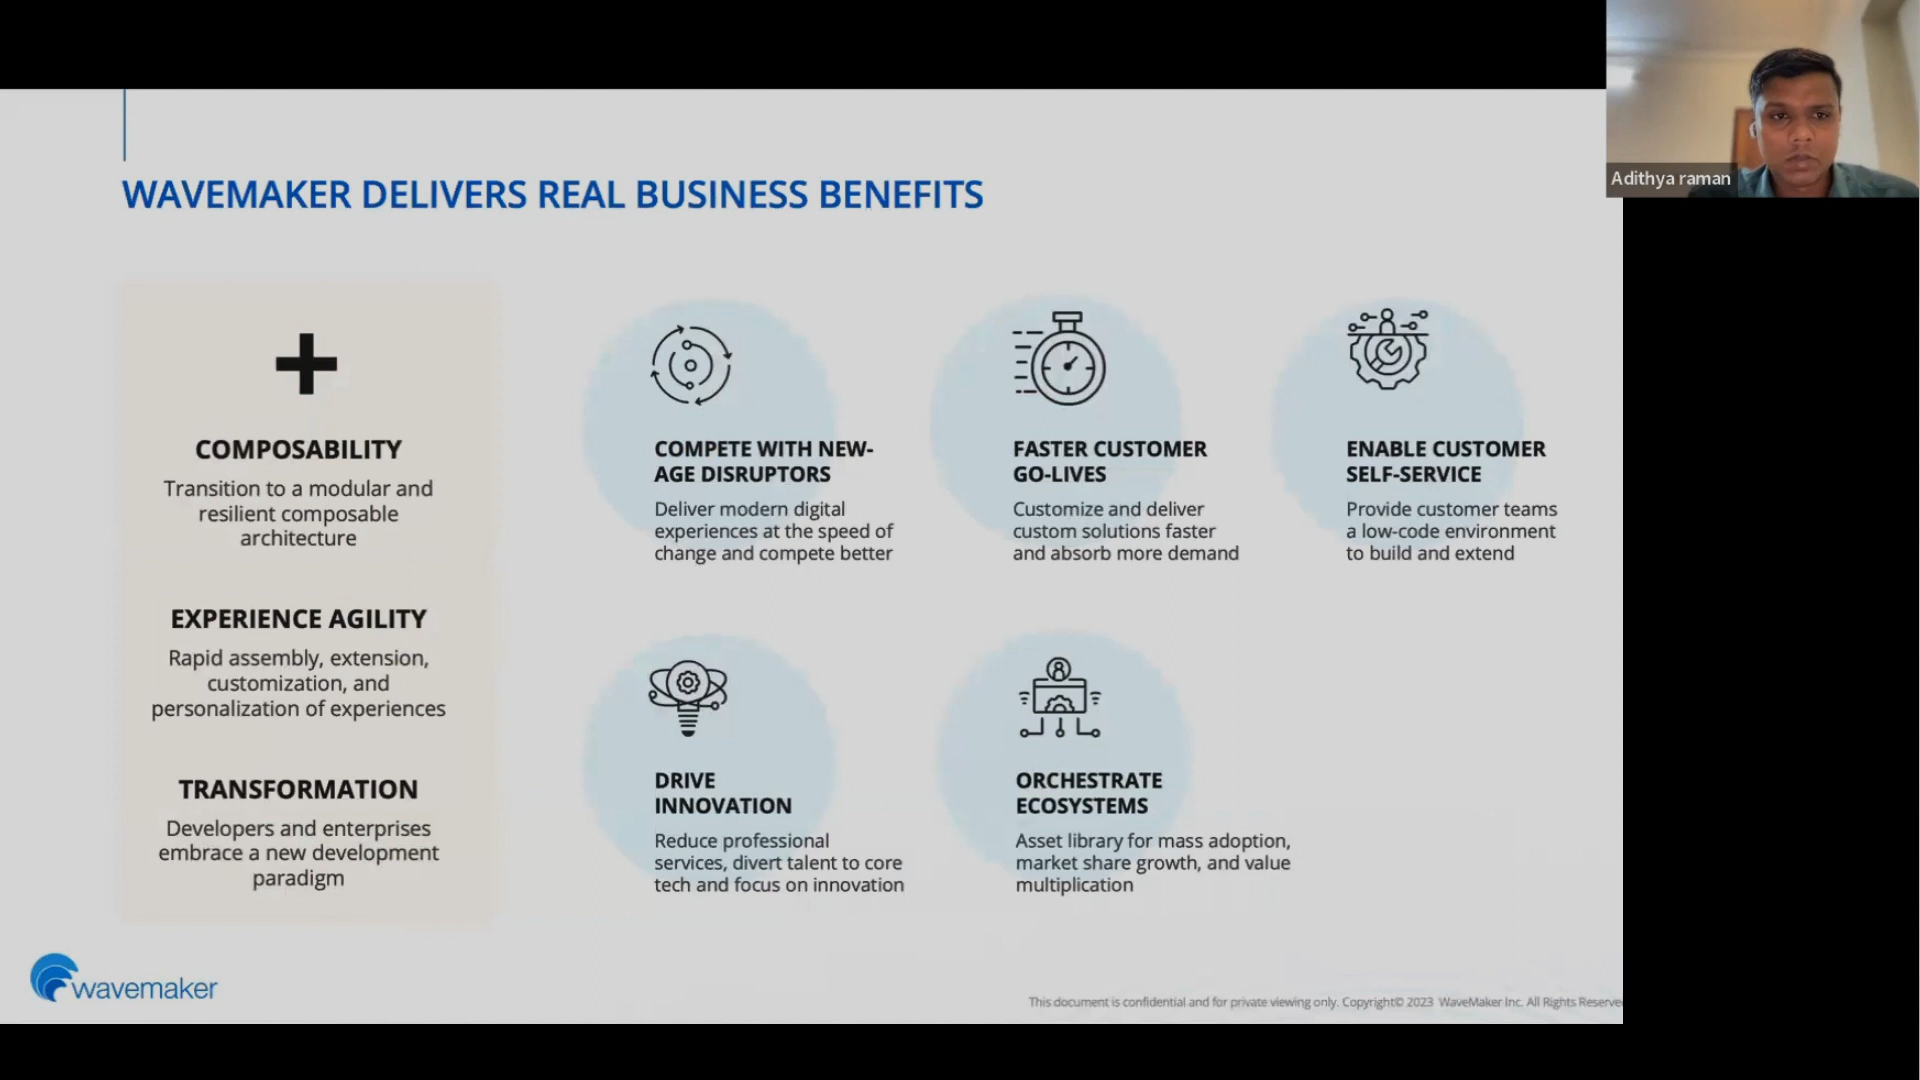 Adithya raman
WAVEMAKER DELIVERS REAL BUSINESS BENEFITS
COMPOSABILITY
Transition to a modular and
resilient composable
architecture
EXPERIENCE AGILITY
Rapid assembly, extension,
customization, and
personalization of experiences
TRANSFORMATION
Developers and enterprises
embrace a new development
paradigm
COMPETE WITH NEW-
AGE DISRUPTORS
Deliver modern digital
experiences at the speed of
change and compete better
FASTER CUSTOMER
GO-LIVES
Customize and deliver
custom solutions faster
and absorb more demand
ENABLE CUSTOMER
SELF-SERVICE
Provide customer teams
a low-code environment
to build and extend
DRIVE
INNOVATION
Reduce professional
services, divert talent to core
tech and focus on innovation
ORCHESTRATE
ECOSYSTEMS
Asset library for mass adoption,
market share growth, and value
multiplication
wavemaker
This document is confidential and for private viewing only. Copyright© 2023 WaveMaker Inc. All Rights Reserve